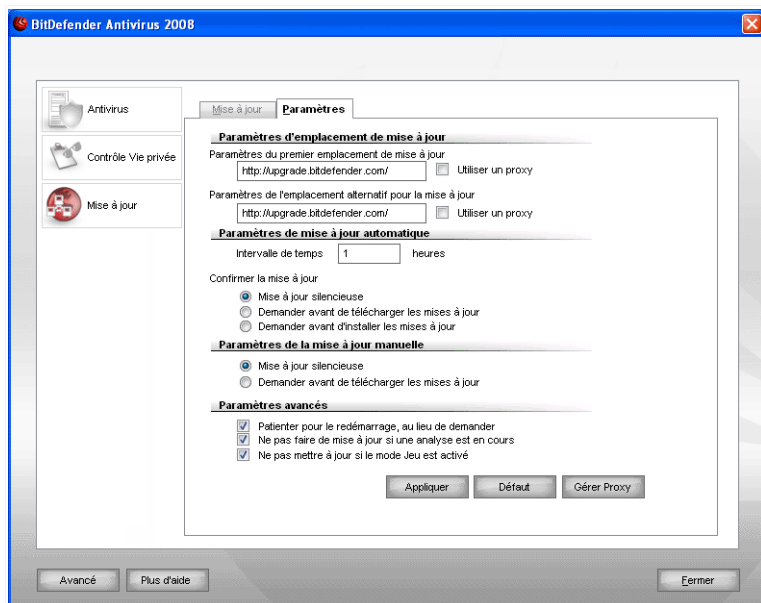 BitDefender Antivirus 2008
Antivirus
Contrôle Vie privée
Mise à jour
Mise à jour
Paramètres
Paramètres d'emplacement de mise à jour
Paramètres du premier emplacement de mise à jour
http://upgrade.bitdefender.com/
Utiliser un proxy
Paramètres de l'emplacement alternatif pour la mise à jour
http://upgrade.bitdefender.com/
Utiliser un proxy
Paramètres de mise à jour automatique
Intervalle de temps 1 heures
Confirmer la mise à jour
Mise à jour silencieuse
Demander avant de télécharger les mises à jour
Demander avant d'installer les mises à jour
Paramètres de la mise à jour manuelle
Mise à jour silencieuse
Demander avant de télécharger les mises à jour
Paramètres avancés
Patienter pour le redémarrage, au lieu de demander
Ne pas faire de mise à jour si une analyse est en cours
Ne pas mettre à jour si le mode Jeu est activé
Appliquer
Défaut
Gérer Proxy
Avancé
Plus d'aide
Fermer